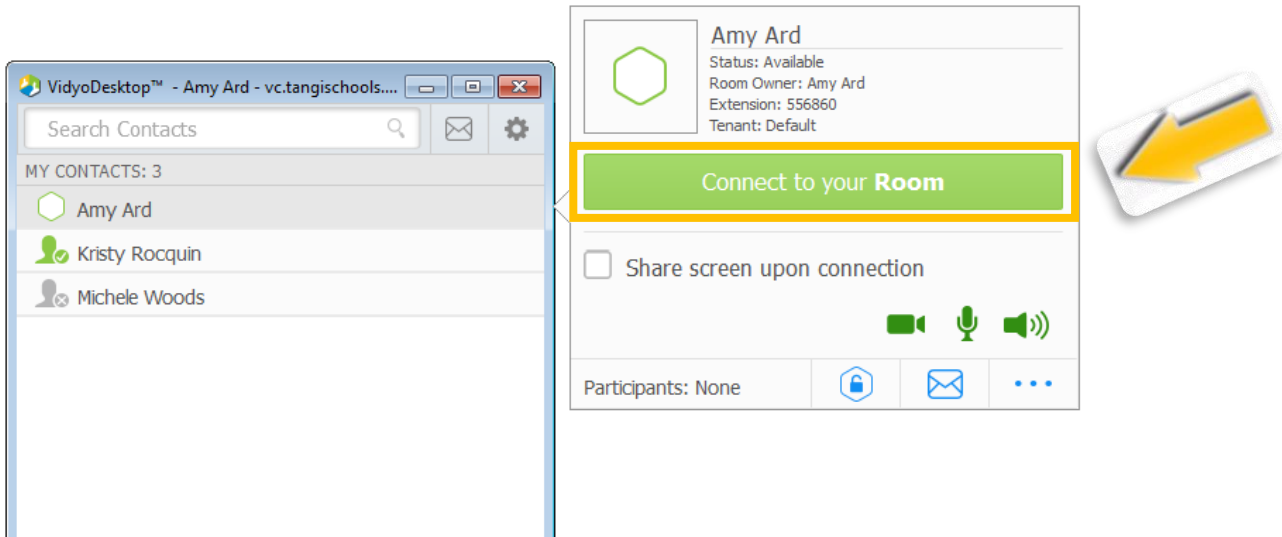 VidyoDesktop™ - Amy Ard - vc.tangischools....
Search Contacts
MY CONTACTS: 3
Amy Ard
Kristy Rocquin
Michele Woods
Amy Ard
Status: Available
Room Owner: Amy Ard
Extension: 556860
Tenant: Default
Connect to your Room
Share screen upon connection
Participants: None